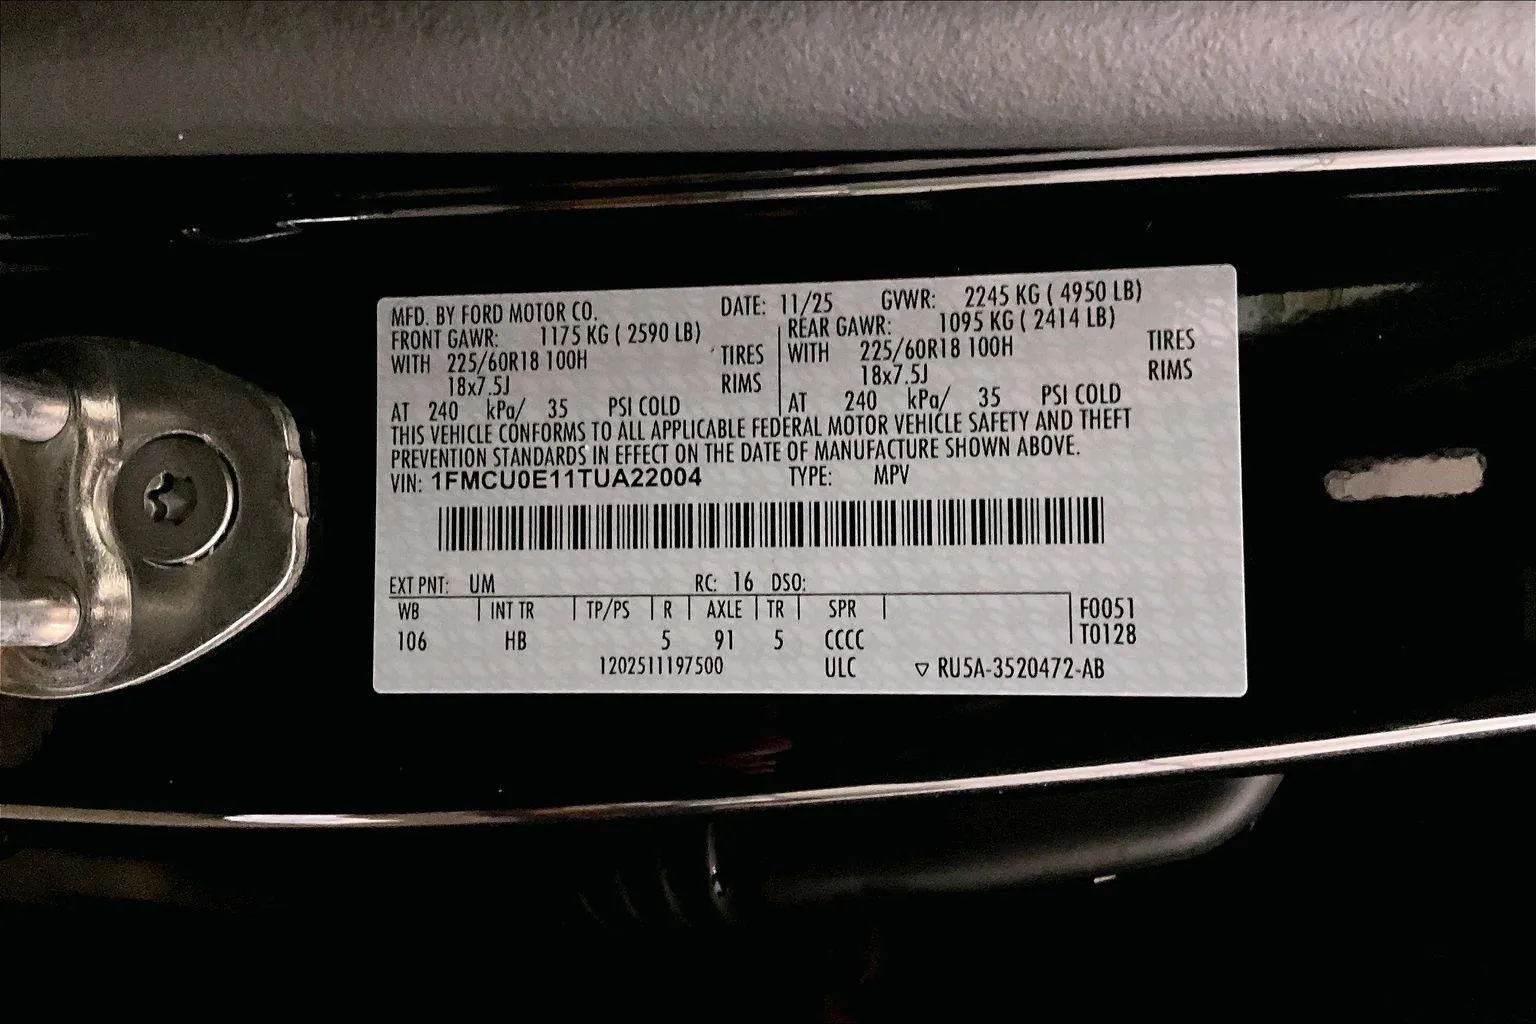 MFD. BY FORD MOTOR CO. DATE: 11/25 GVWR: 2245 KG ( 4950 LB)
FRONT GAWR: 1175 KG ( 2590 LB) REAR GAWR: 1095 KG ( 2414 LB)
WITH 225/60R18 100H TIRES WITH 225/60R18 100H TIRES
18x7.5J RIMS 18x7.5J RIMS
AT 240 kPa/ 35 PSI COLD AT 240 kPa/ 35 PSI COLD
THIS VEHICLE CONFORMS TO ALL APPLICABLE FEDERAL MOTOR VEHICLE SAFETY AND THEFT
PREVENTION STANDARDS IN EFFECT ON THE DATE OF MANUFACTURE SHOWN ABOVE.
VIN: 1FMCU0E11TUA22004 TYPE: MPV
EXT PNT: UM RC: 16 DSO:
WB INT TR TP/PS R AXLE TR SPR F0051
106 HB 5 91 5 CCCC T0128
1202511197500 ULC ▽ RU5A-3520472-AB